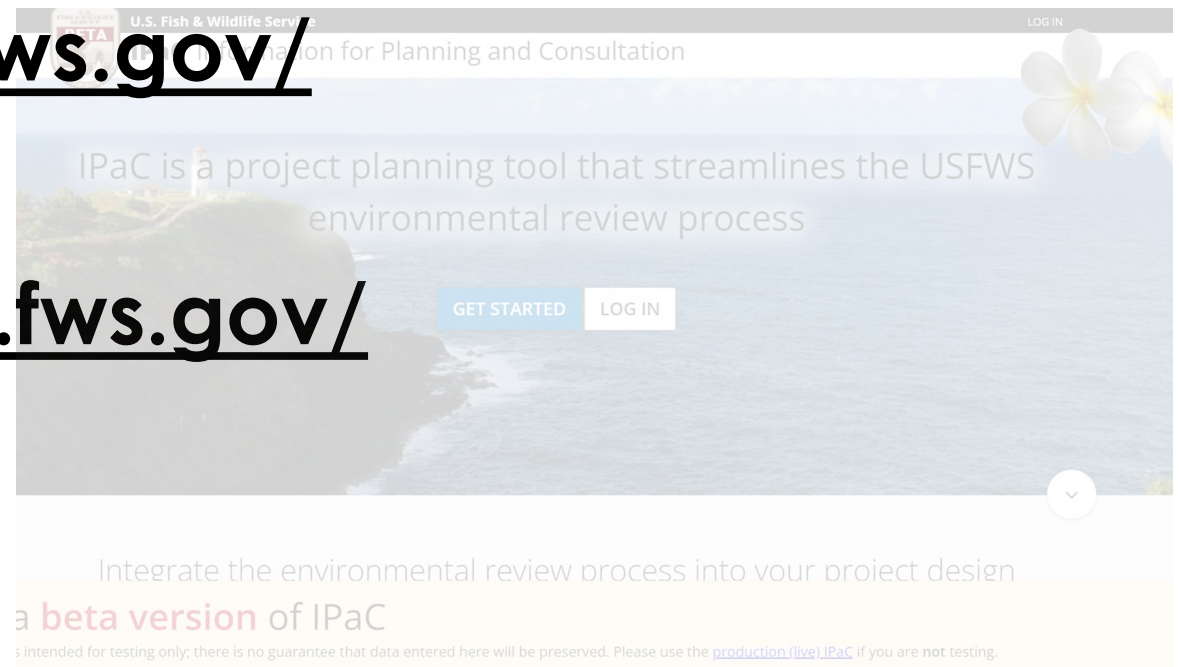 U.S. Fish & Wildlife Service
LOG IN
BETA
ws.gov/
Information for Planning and Consultation
IPaC is a project planning tool that streamlines the USFWS
environmental review process
.fws.gov/
GET STARTED LOG IN
Integrate the environmental review process into your project design
a beta version of IPaC
s intended for testing only; there is no guarantee that data entered here will be preserved. Please use the production (live) IPaC if you are not testing.